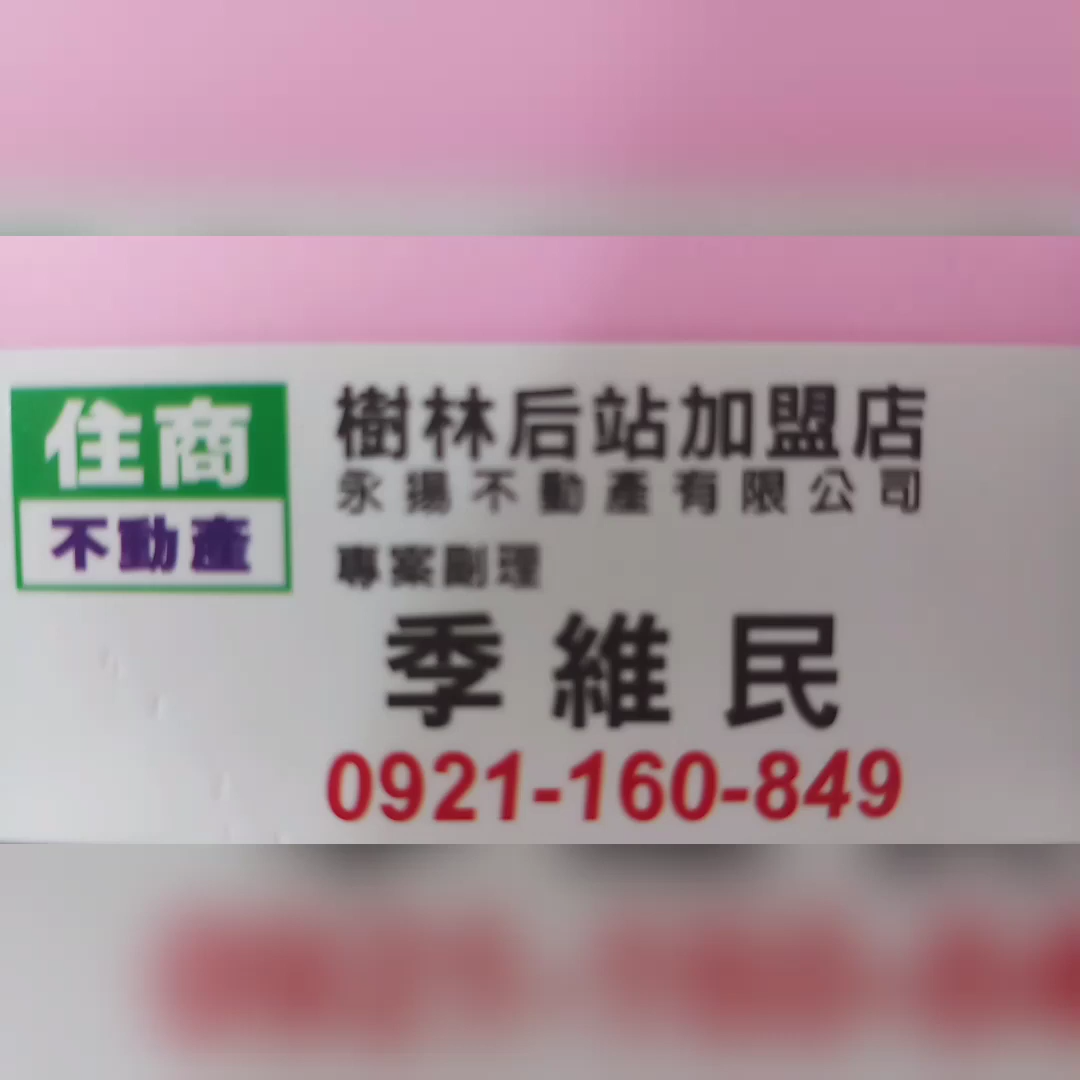 住商
不動產
樹林后站加盟店
永揚不動產有限公司
專案副理
季維民
0921-160-849